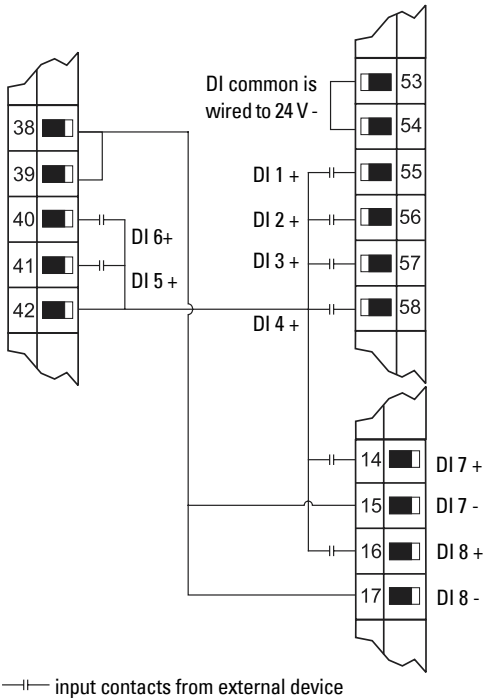 53
DI common is
wired to 24 V -
54
38
39
DI 1 +
55
40
DI 2 +
56
DI 6+
41
DI 3 +
57
DI 5 +
42
DI 4 +
58
14
DI 7 +
15
DI 7 -
16
DI 8 +
17
DI 8 -
input contacts from external device